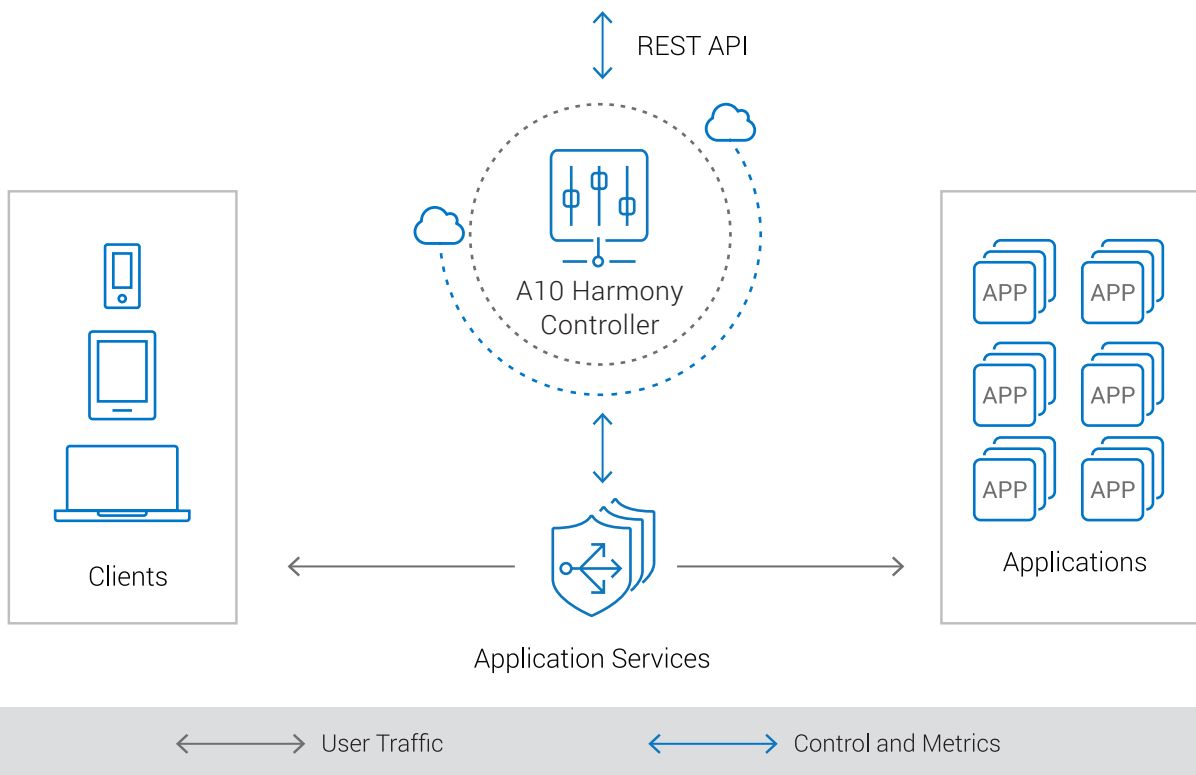 REST API
A10 Harmony
Controller
APP
APP
APP
APP
APP
APP
Clients
Applications
Application Services
User Traffic
Control and Metrics